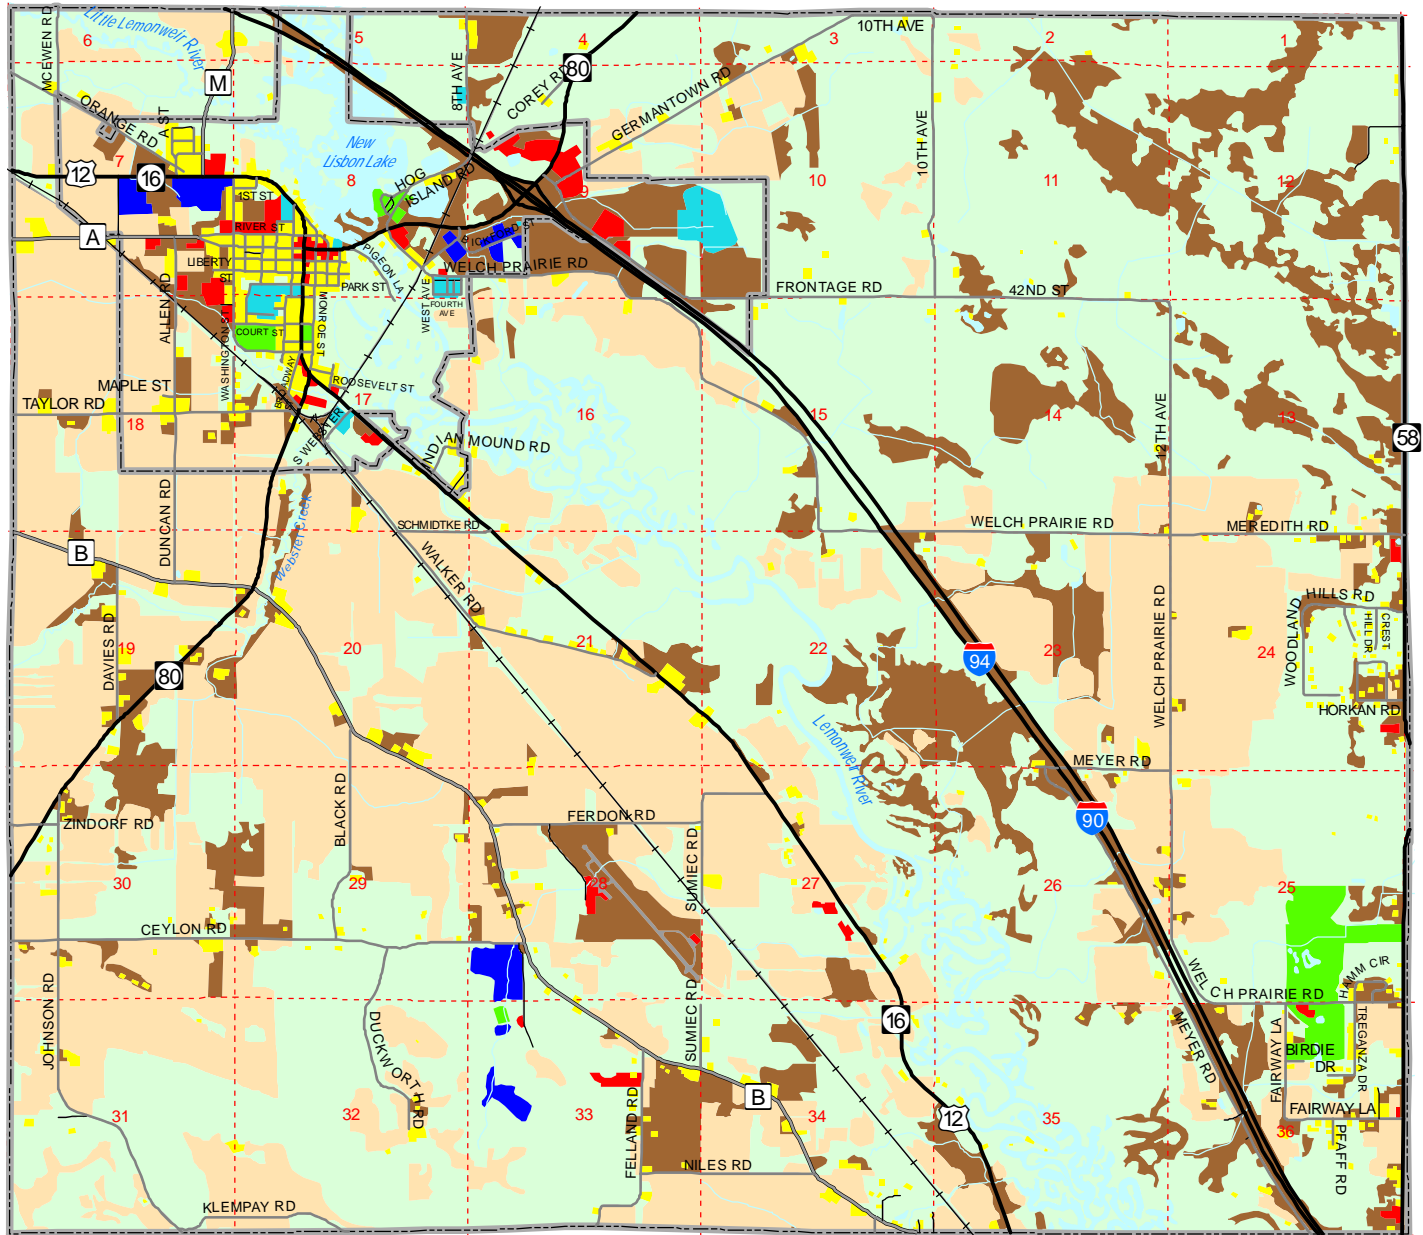 MCEWEN RD
6
Little Lemonweir River
5
4
3
10TH AVE
2
1
M
8TH AVE
COREY RD
80
GERMANTOWN RD
ORANGE RD
A ST
7
12
16
New
Lisbon Lake
8
HOG
ISLAND RD
9
10
10TH AVE
11
12
1ST ST
RIVER ST
A
LIBERTY
ST
PIGEON LA
BICKFORD ST
WELCH PRAIRIE RD
PARK ST
WEST AVE
FOURTH
AVE
FRONTAGE RD
42ND ST
ALLEN RD
WASHINGTON ST
COURT ST
MONROE ST
BROADWAY
ROOSEVELT ST
MAPLE ST
TAYLOR RD
18
17
16
15
14
12TH AVE
13
58
S WEBSTER
INDIAN MOUND RD
DUNCAN RD
Webster Creek
SCHMIDTKE RD
WELCH PRAIRIE RD
MEREDITH RD
B
WALKER RD
DAVIES RD
19
80
20
21
22
94
23
WELCH PRAIRIE RD
24
WOODLAND
HILLS RD
HILL DR
CREST
HORKAN RD
Lemonweir River
MEYER RD
BLACK RD
ZINDORF RD
FERDON RD
SUMIEC RD
90
30
29
28
27
26
25
CEYLON RD
JOHNSON RD
DUCKWORTH RD
SUMIEC RD
16
WELCH PRAIRIE RD
HAMM CIR
MEYER RD
FAIRWAY LA
BIRDIE
DR
TREGANZA DR
FAIRWAY LA
PFAFF RD
31
32
33
FELLAND RD
B
34
12
35
36
NILES RD
KLEMPAY RD